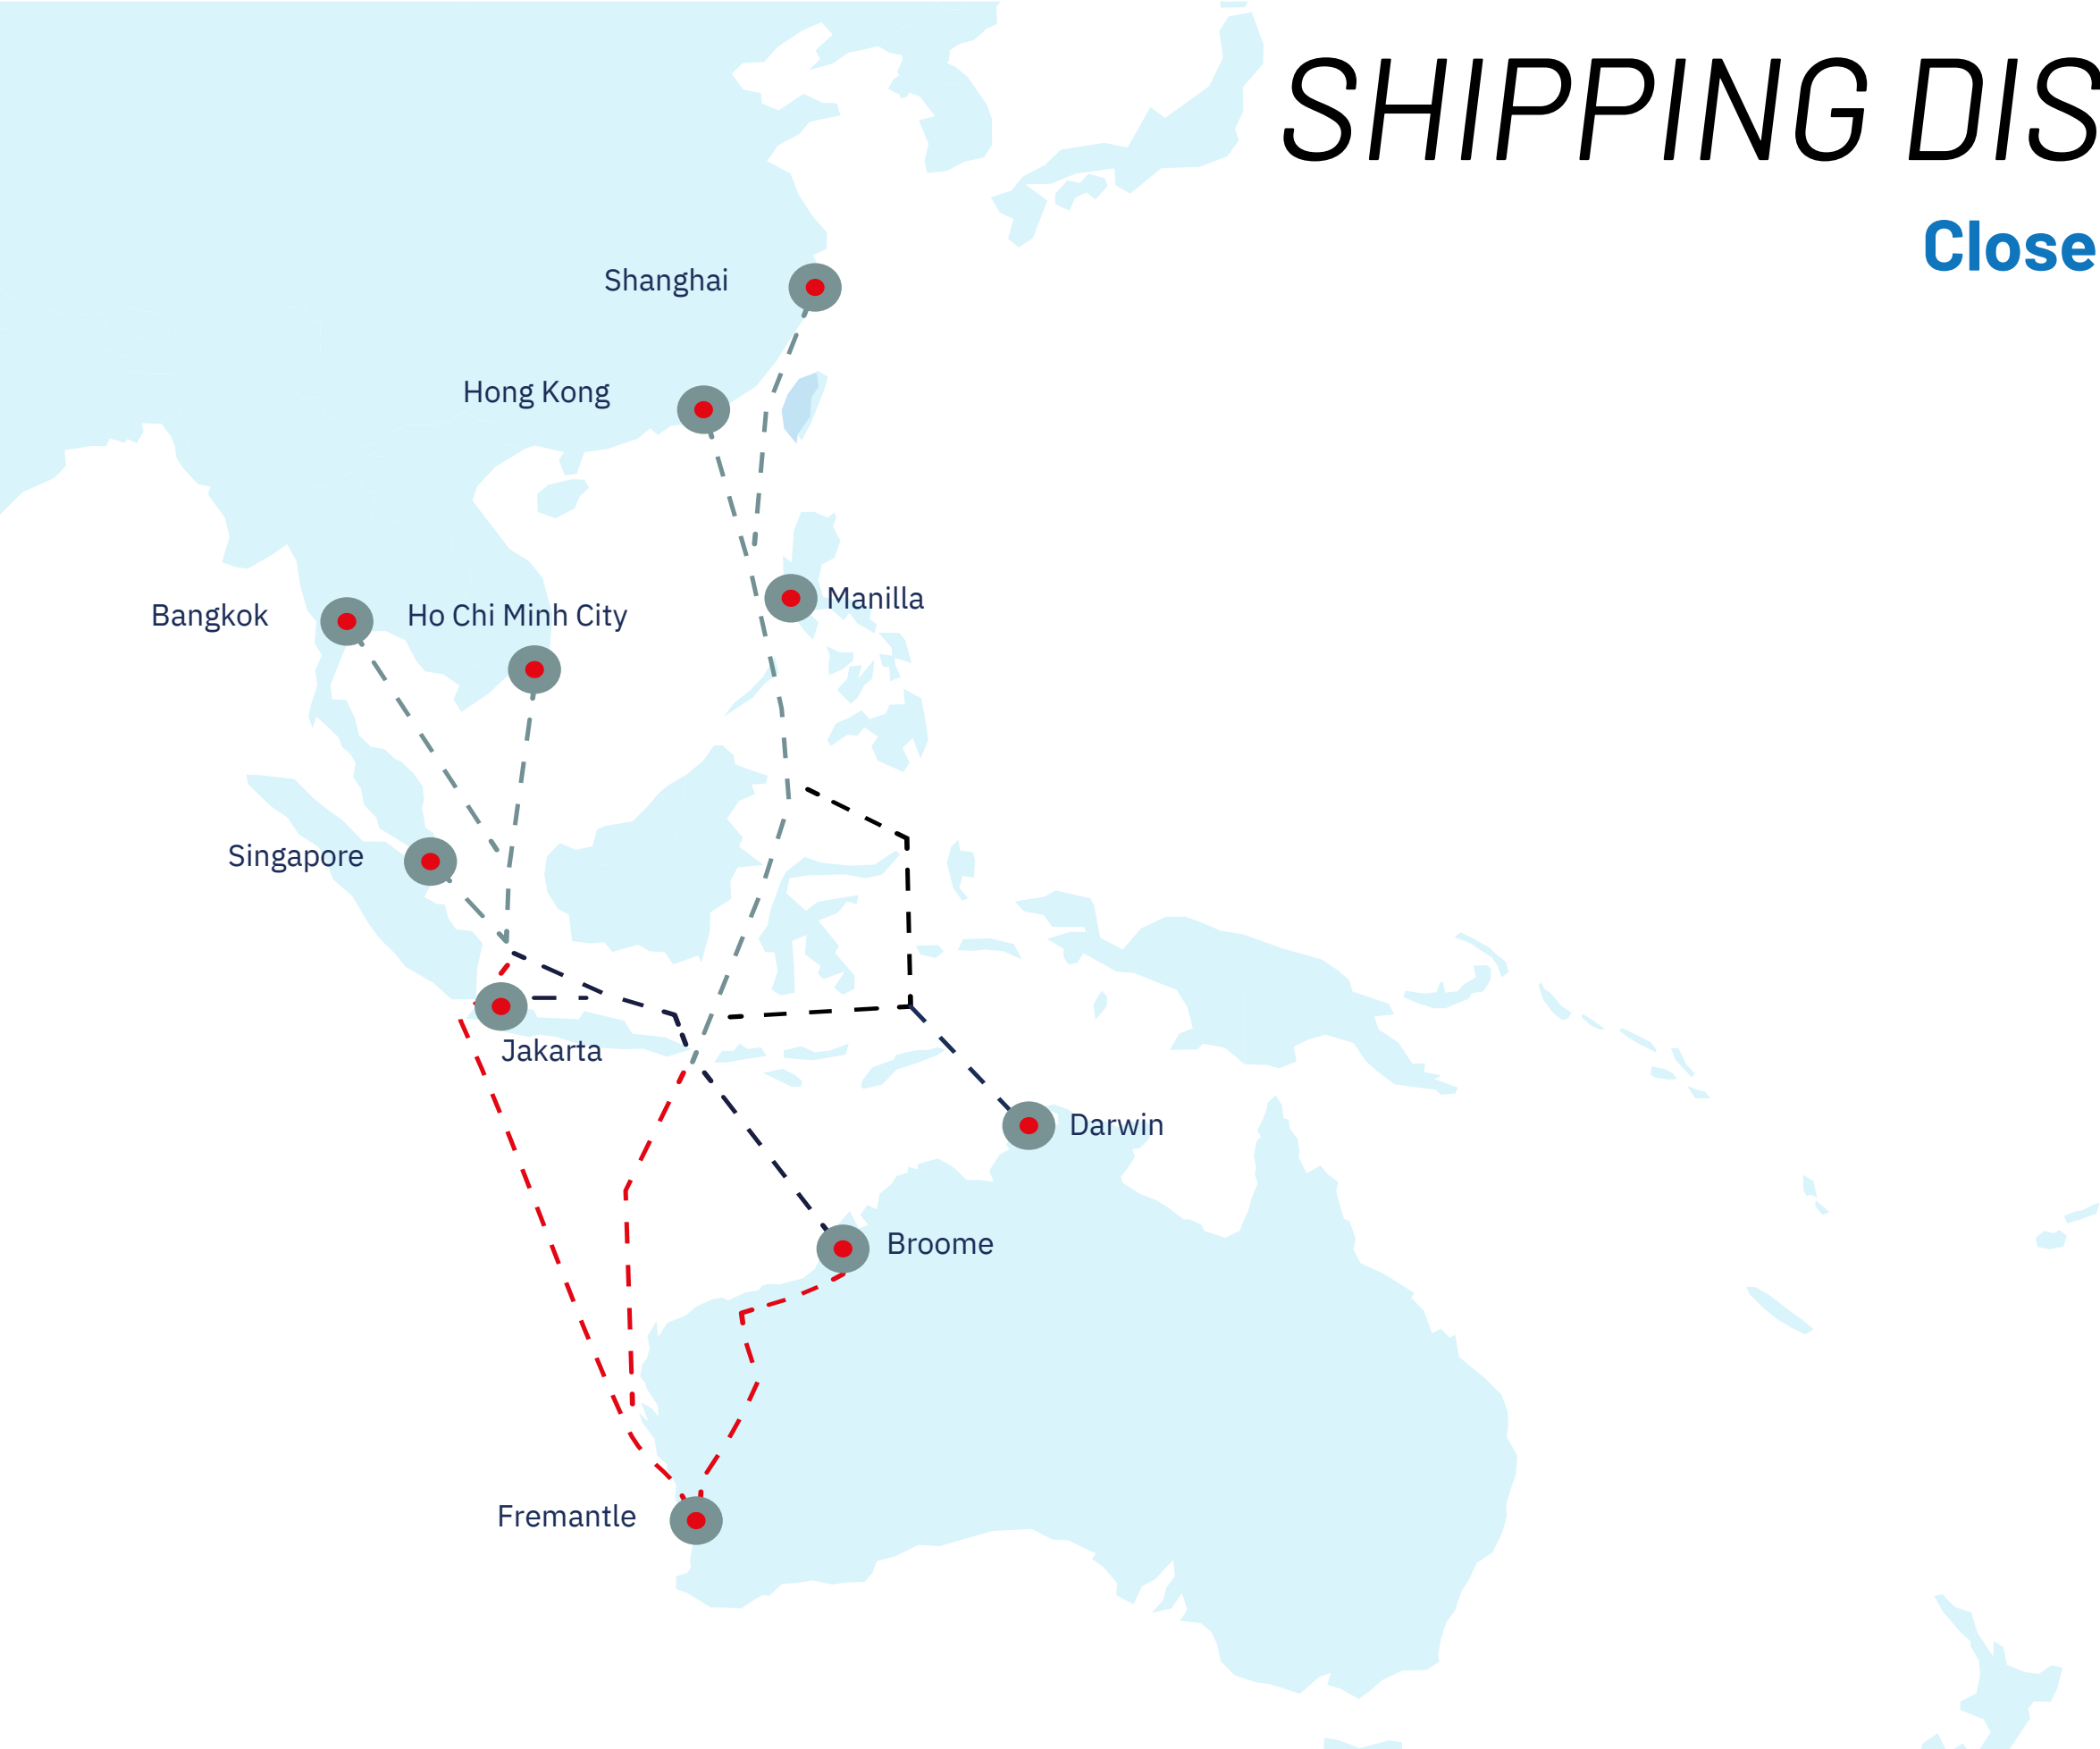 SHIPPING DIS
Close
Shanghai
Hong Kong
Manilla
Bangkok
Ho Chi Minh City
Singapore
Jakarta
Darwin
Broome
Fremantle